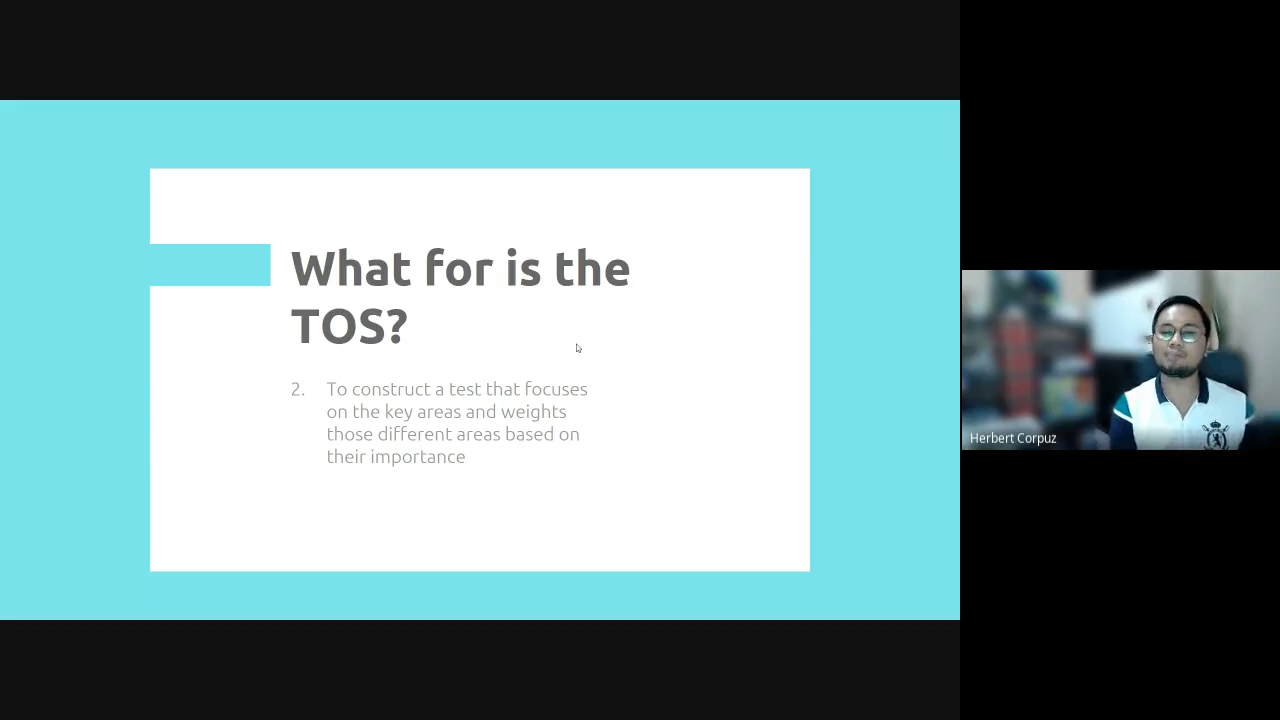 What for is the
TOS?
2. To construct a test that focuses
on the key areas and weights
those different areas based on
their importance
Herbert Corpuz